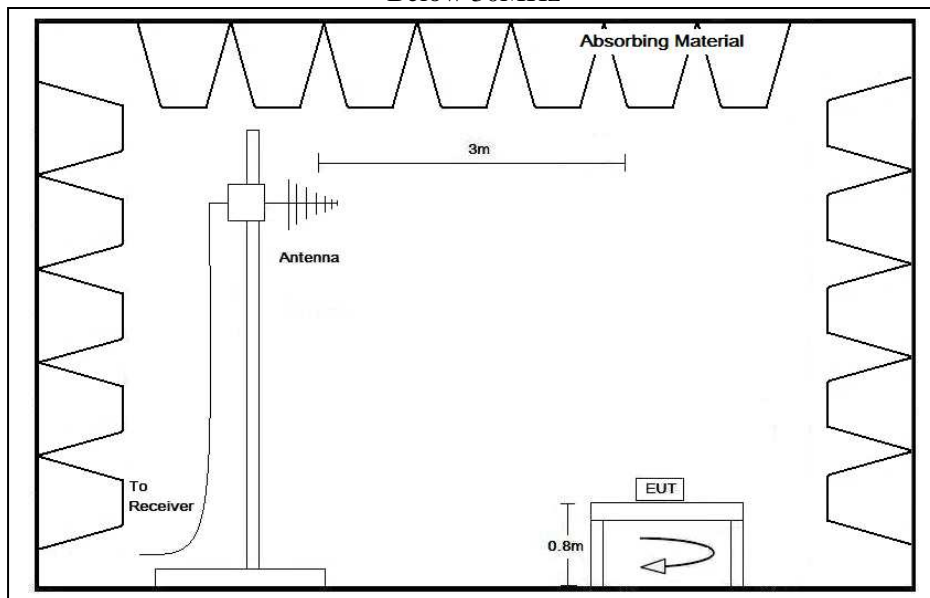 Absorbing Material
3m
Antenna
To
Receiver
EUT
0.8m